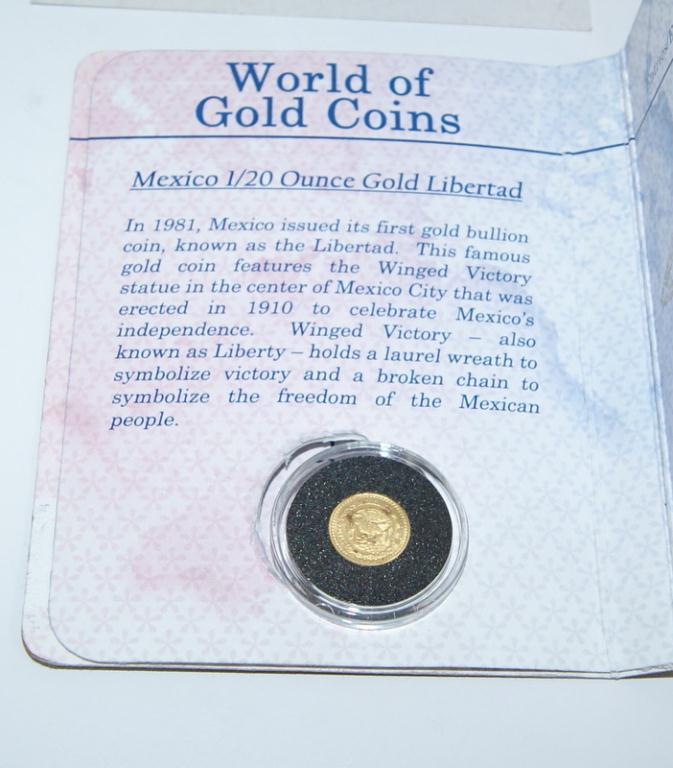 World of
Gold Coins
Mexico 1/20 Ounce Gold Libertad
In 1981, Mexico issued its first gold bullion
coin, known as the Libertad. This famous
gold coin features the Winged Victory
statue in the center of Mexico City that was
erected in 1910 to celebrate Mexico's
independence. Winged Victory – also
known as Liberty – holds a laurel wreath to
symbolize victory and a broken chain to
symbolize the freedom of the Mexican
people.